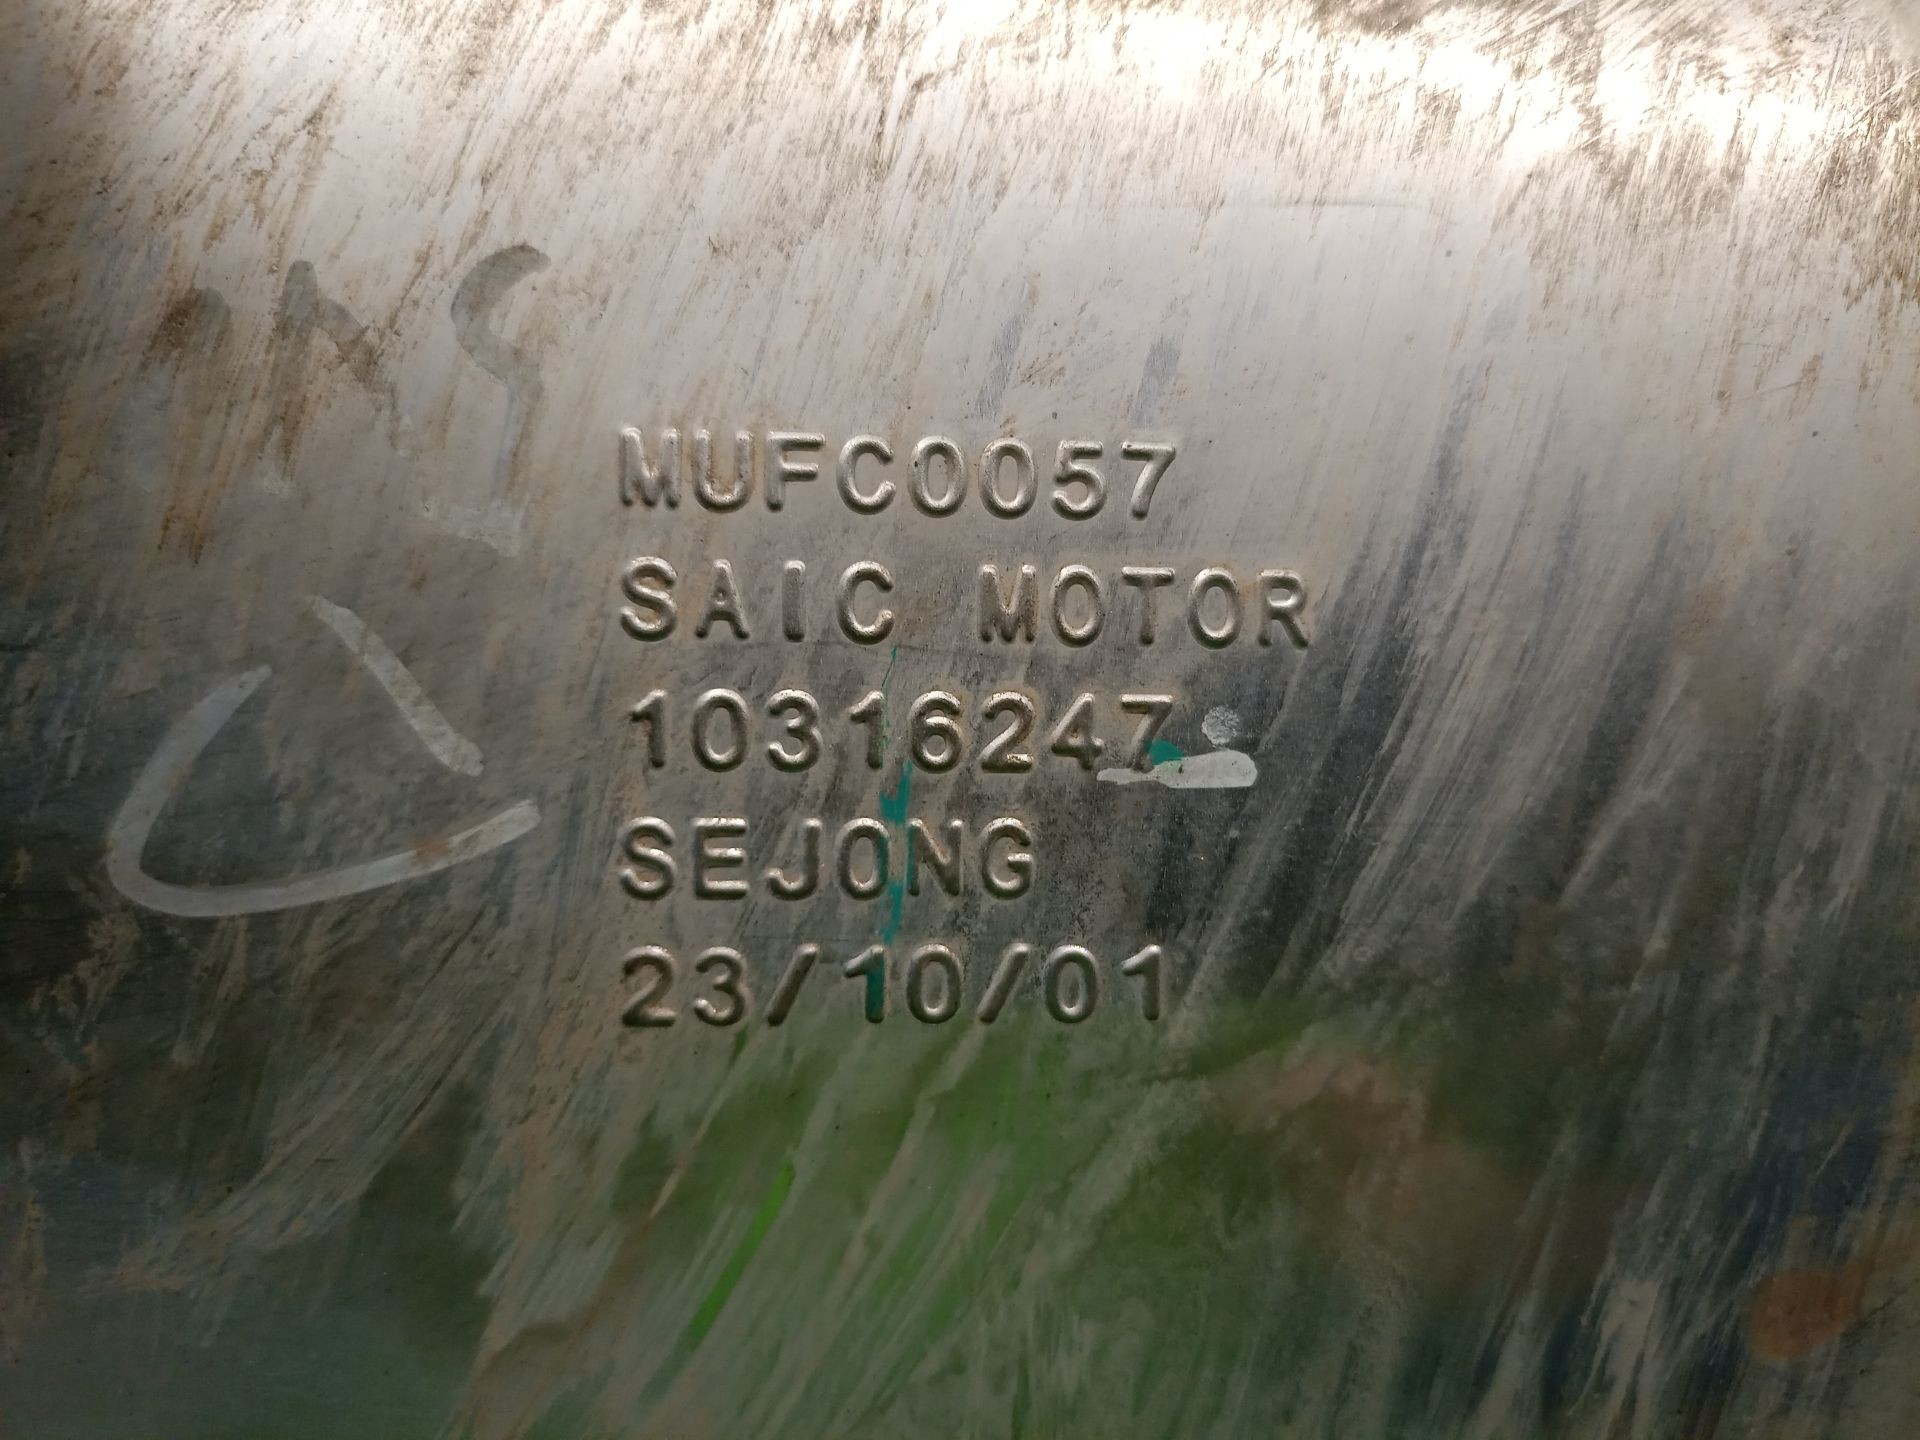 MUFC0057
SAIC MOTOR
10316247
SEJONG
23/10/01